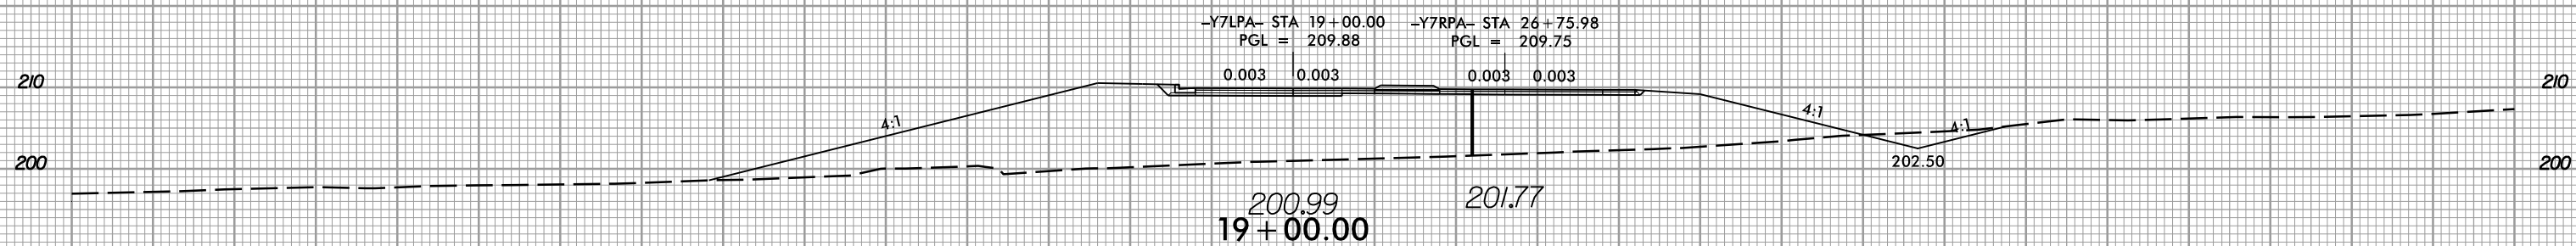 -Y7LPA- STA 19+00.00 -Y7RPA- STA 26+75.98
PGL = 209.88 PGL = 209.75
0.003 0.003 0.003 0.003
210 210
4:1 4:1 4:1
200 202.50 200
200.99 201.77
19+00.00